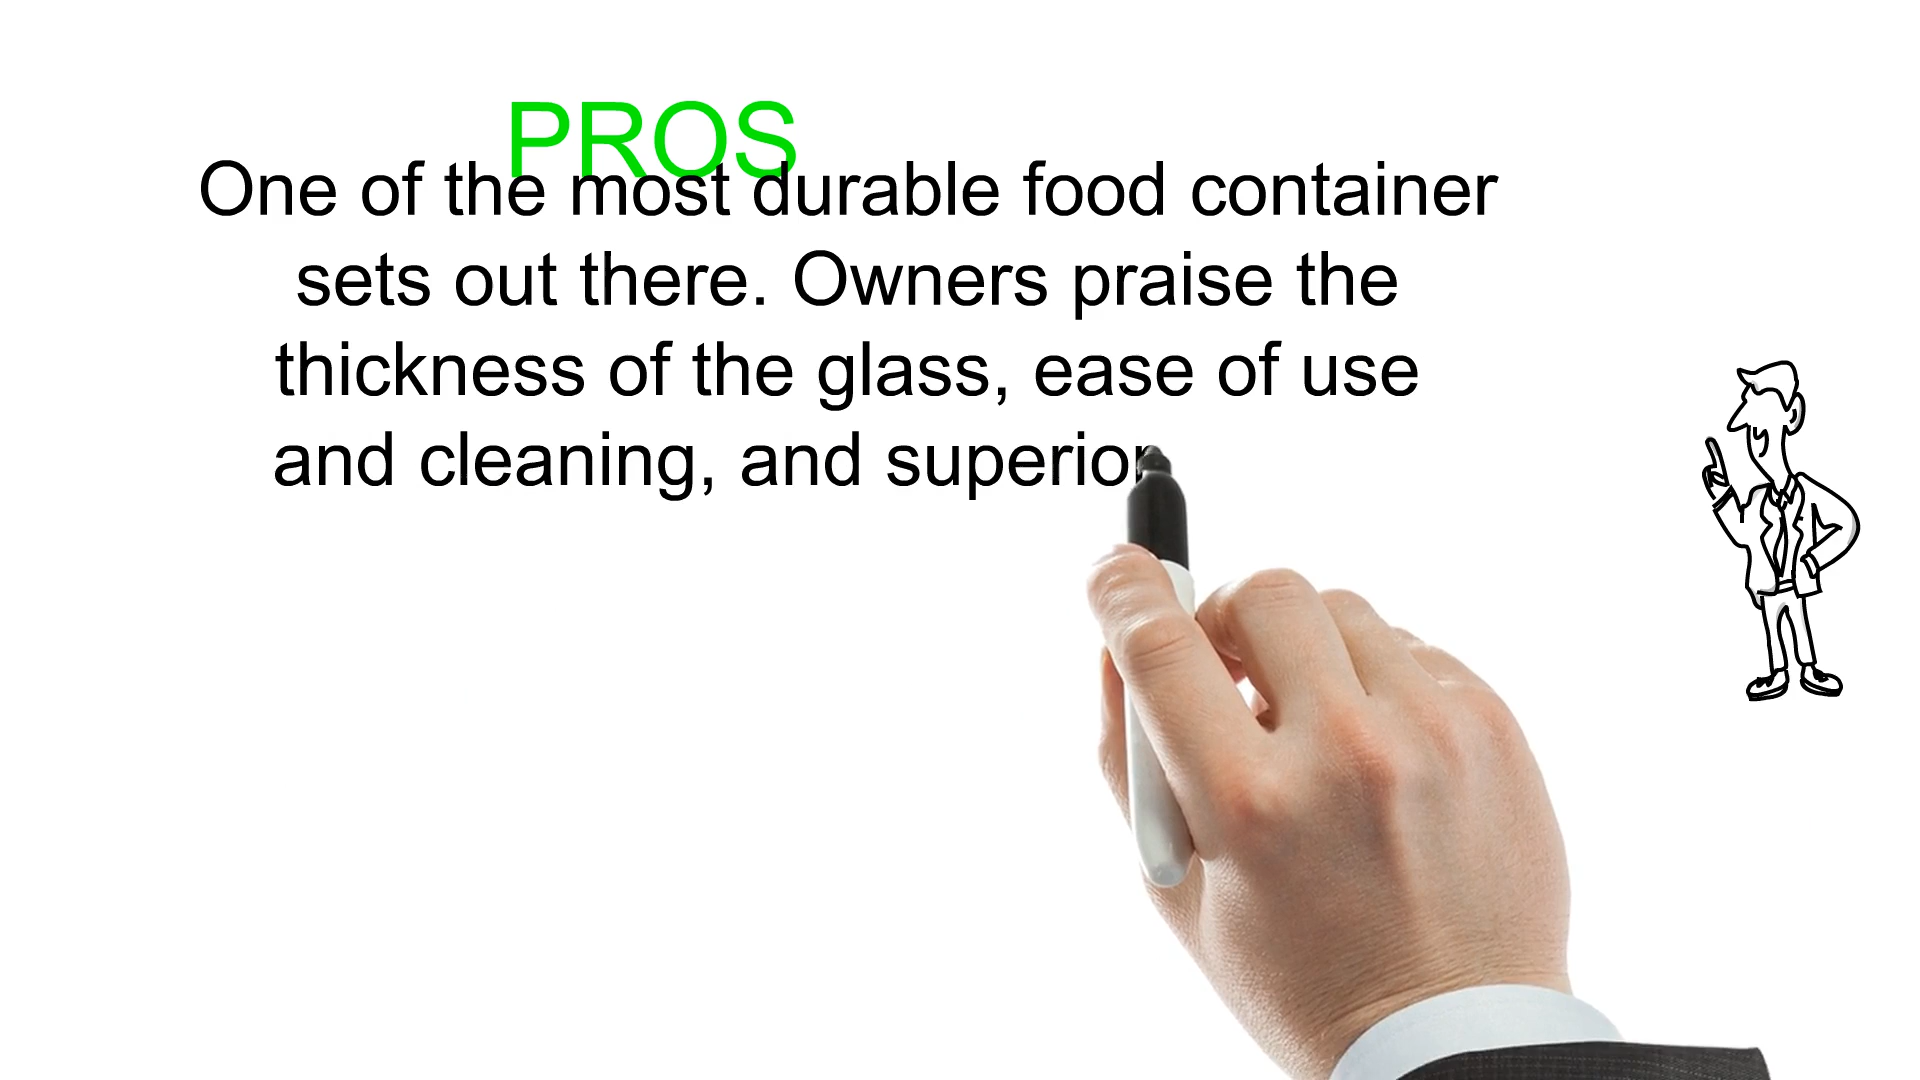 PROS
One of the most durable food container
sets out there. Owners praise the
thickness of the glass, ease of use
and cleaning, and superior